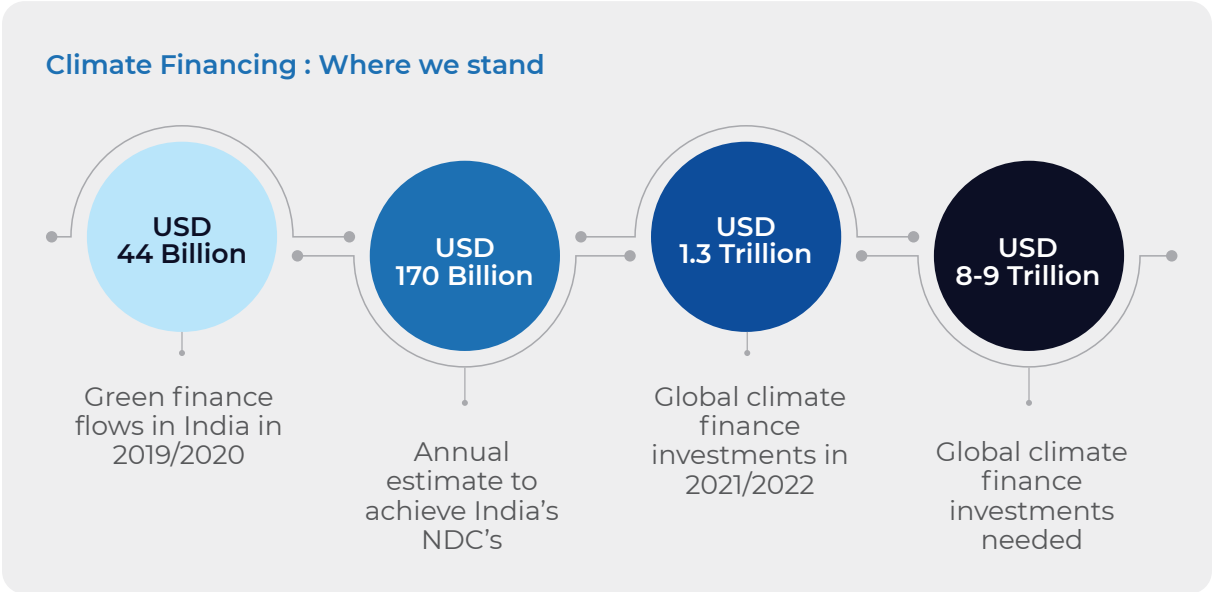 Climate Financing : Where we stand
USD
44 Billion
Green finance
flows in India in
2019/2020
USD
170 Billion
Annual
estimate to
achieve India’s
NDC’s
USD
1.3 Trillion
Global climate
finance
investments in
2021/2022
USD
8-9 Trillion
Global climate
finance
investments
needed